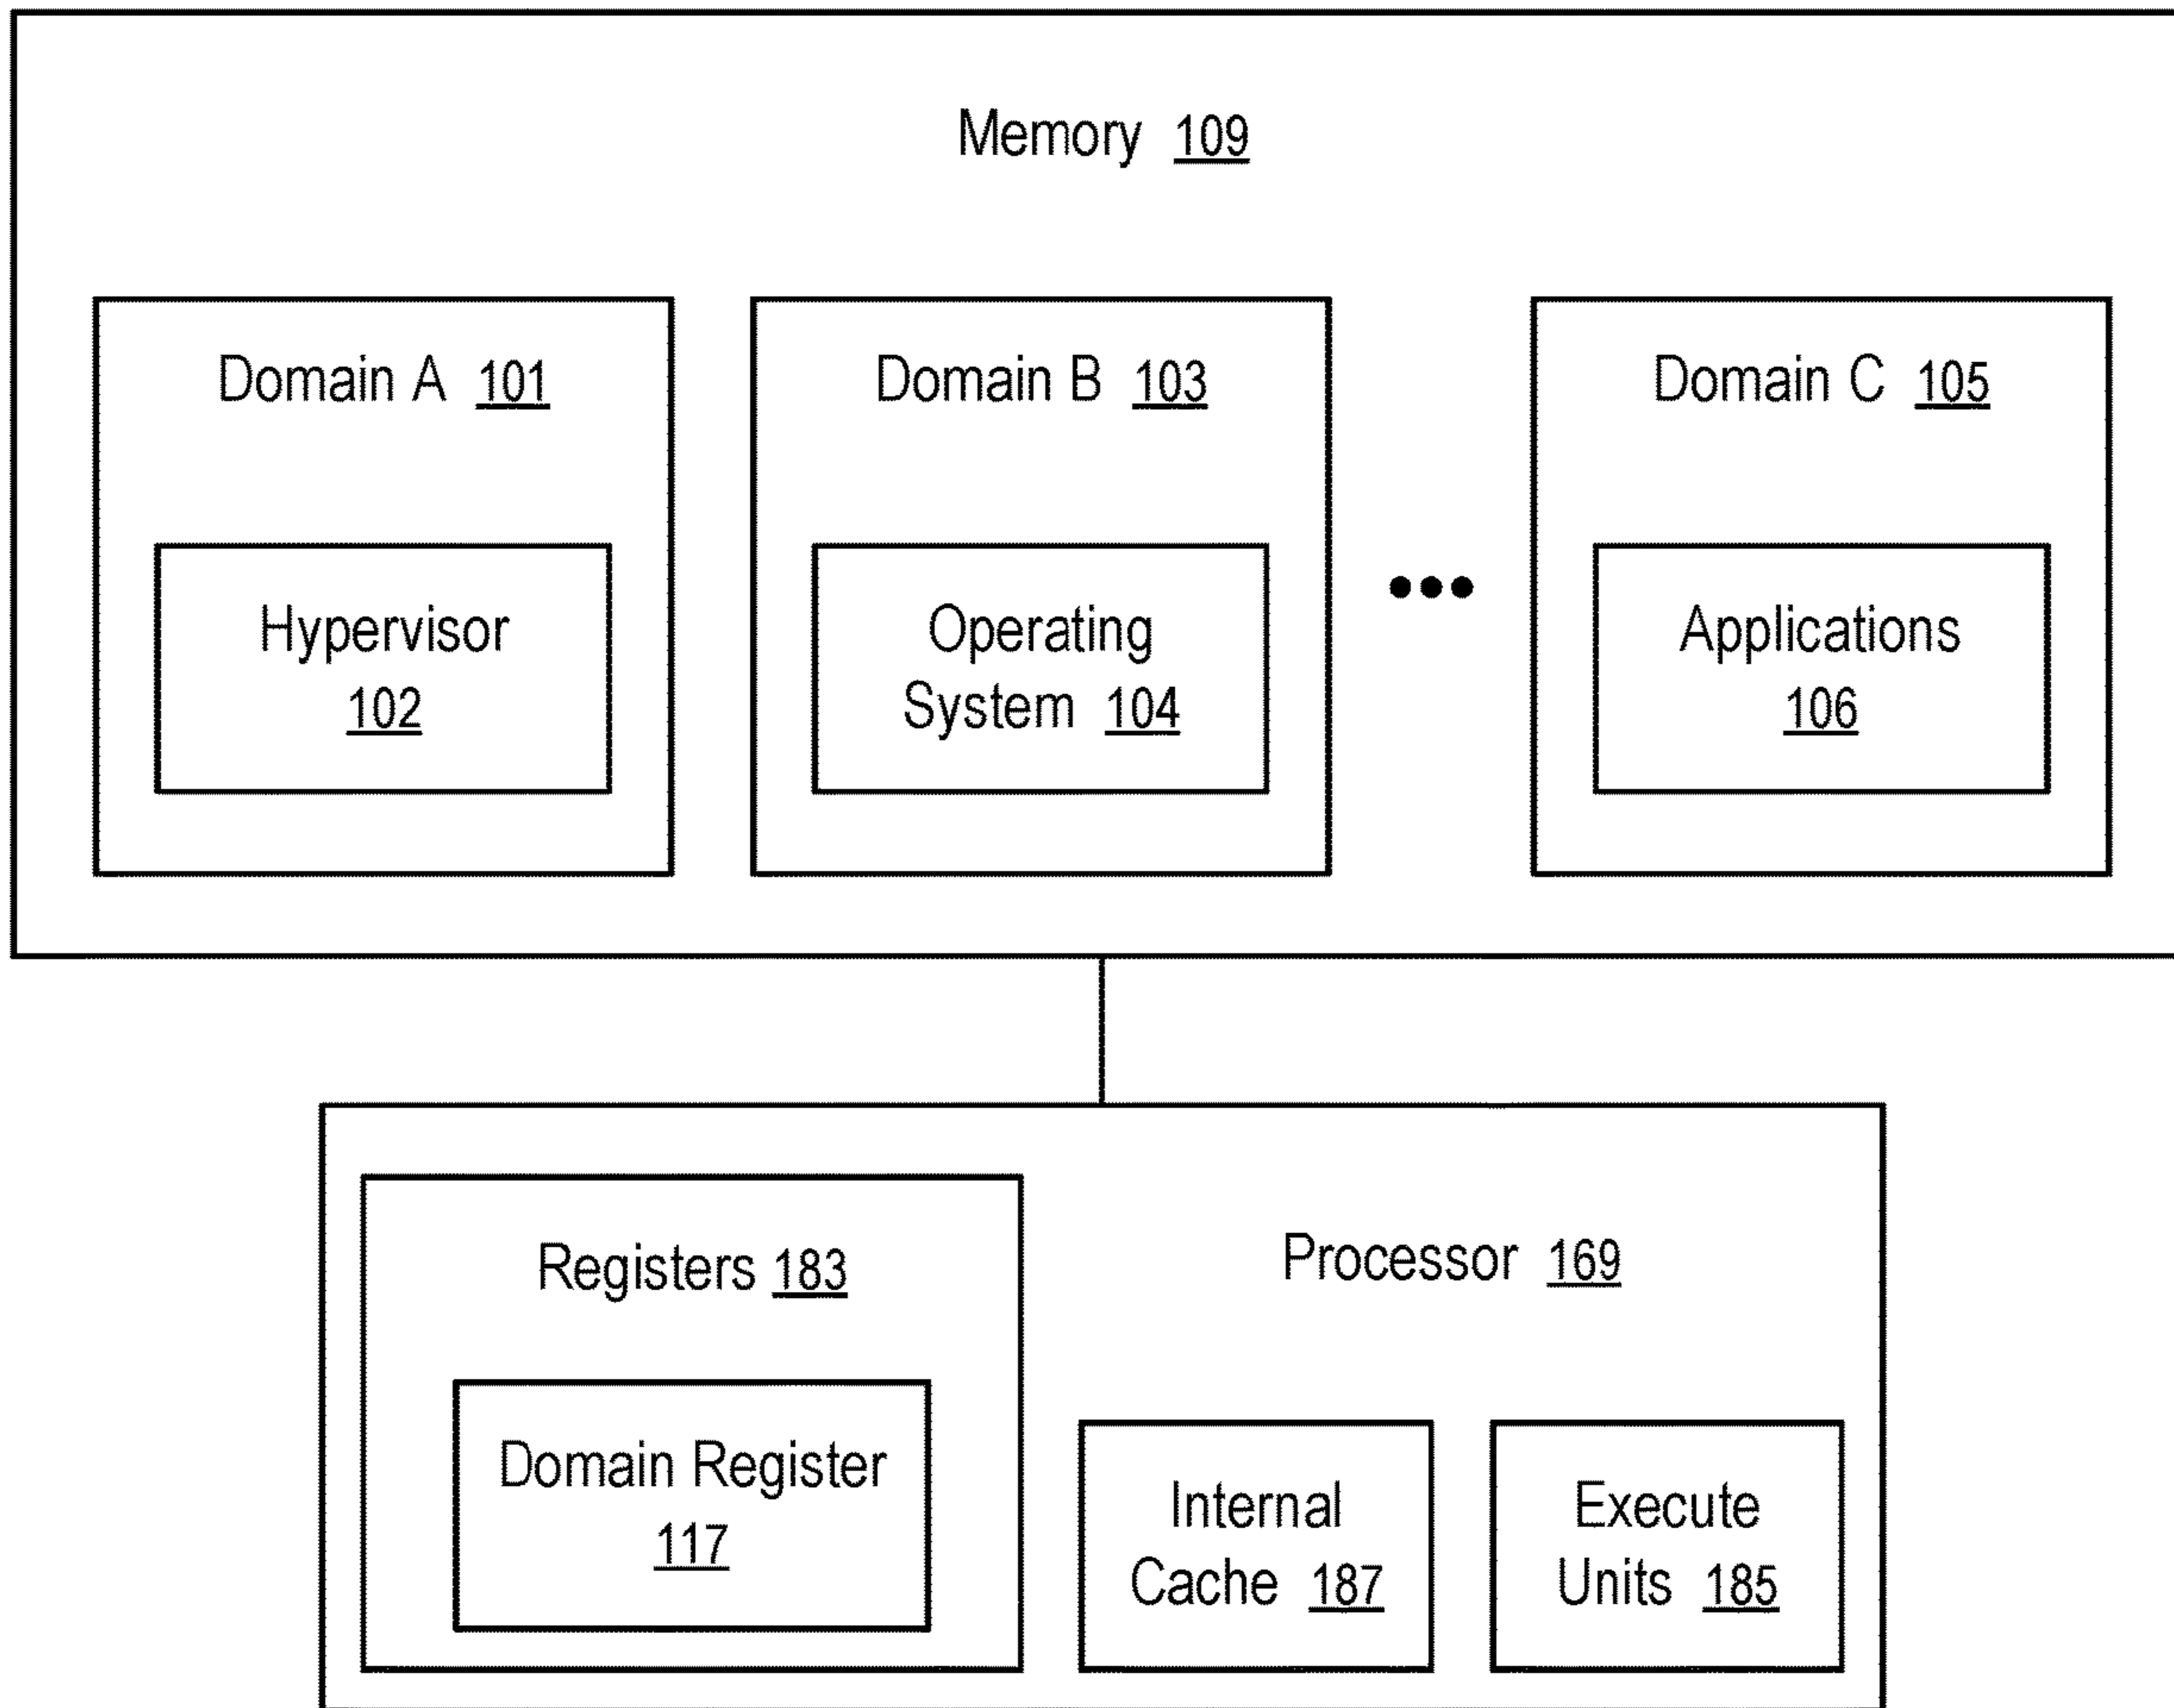 Memory 109
Domain A 101
Domain B 103
Domain C 105
Hypervisor
102
Operating
System 104
Applications
106
Registers 183
Processor 169
Domain Register
117
Internal
Cache 187
Execute
Units 185